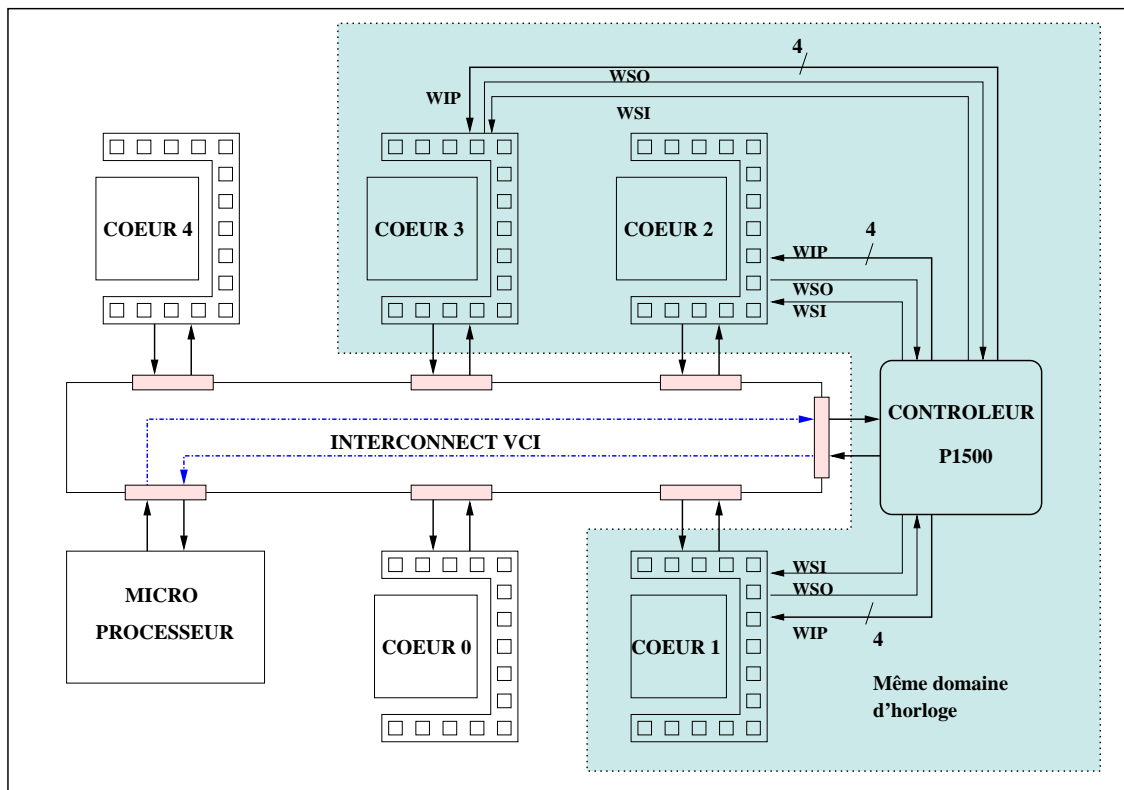 4
WSO
WIP
WSI
COEUR 4
COEUR 3
COEUR 2
4
WIP
WSO
WSI
INTERCONNECT VCI
CONTROLEUR
P1500
MICRO
PROCESSEUR
COEUR 0
COEUR 1
WSI
WSO
WIP
4
Même domaine
d'horloge